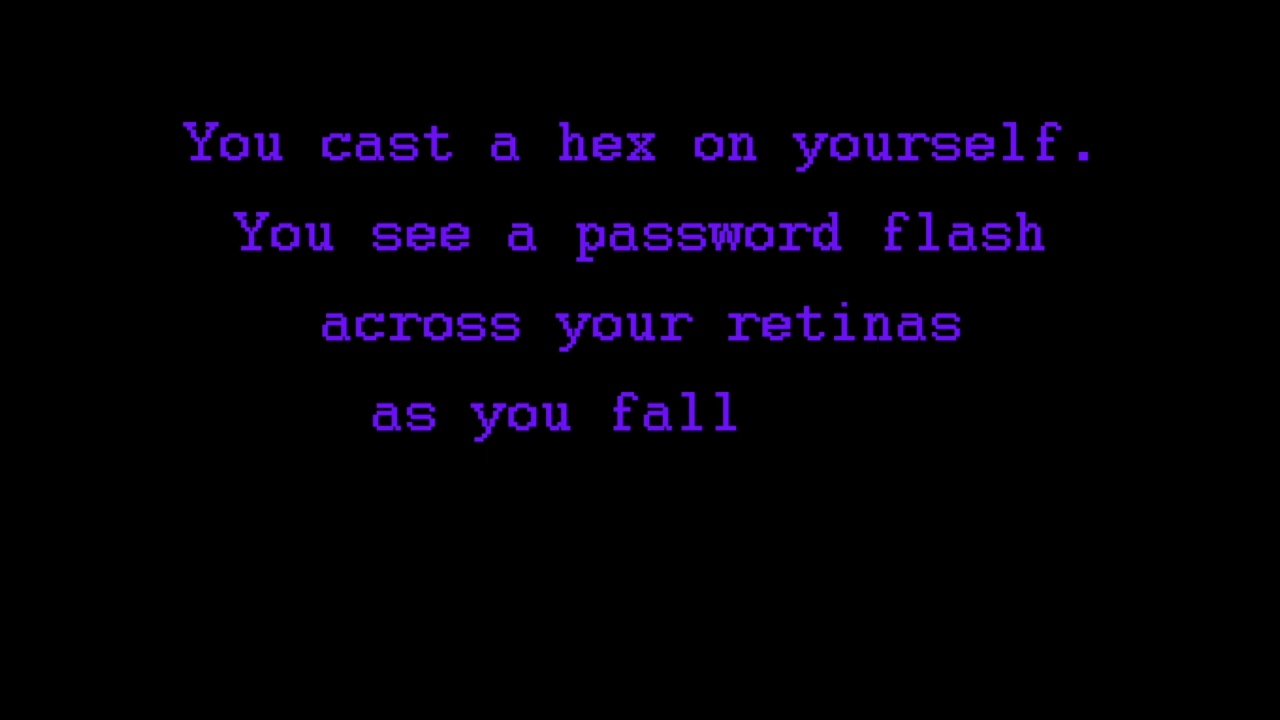 You cast a hex on yourself.
You see a password flash
across your retinas
as you fall